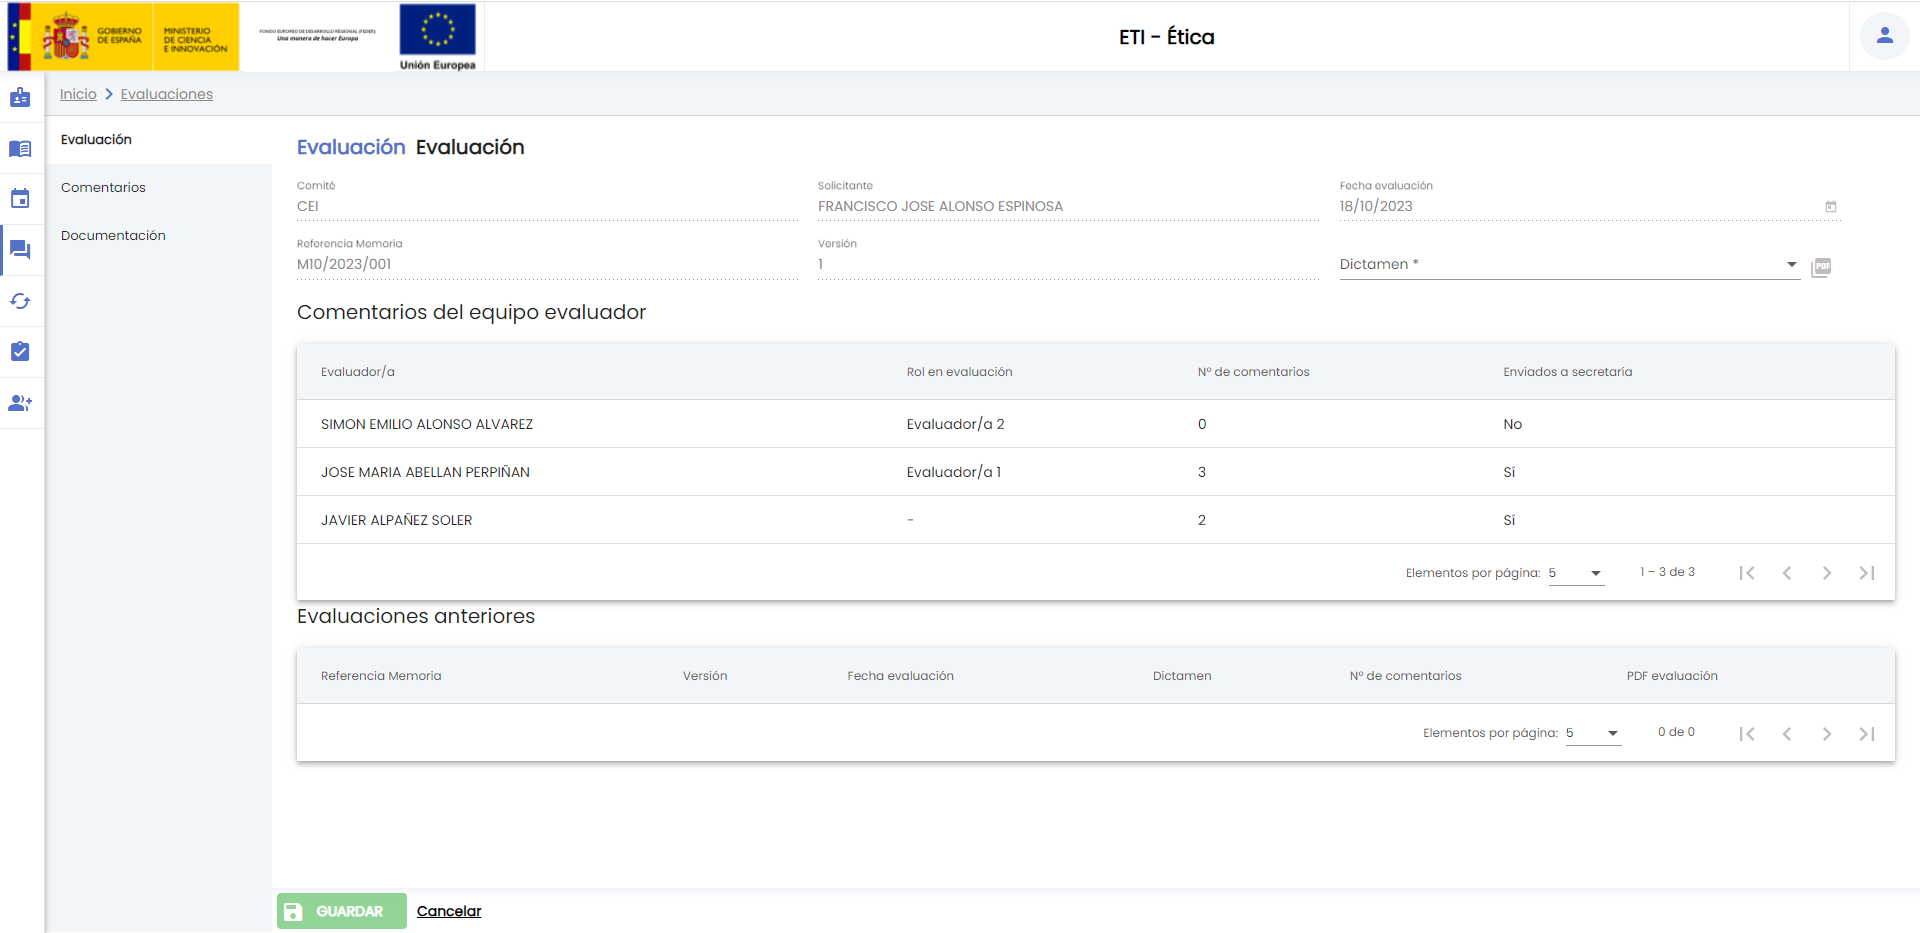 GOBIERNO
DE ESPAÑA
MINISTERIO
DE CIENCIA
E INNOVACIÓN
FONDO EUROPEO DE DESARROLLO REGIONAL (FEDER)
Una manera de hacer Europa
Unión Europea
ETI - Ética
Inicio Evaluaciones
Evaluación
Comentarios
Documentación
Evaluación Evaluación
Comité Solicitante Fecha evaluación
CEI FRANCISCO JOSE ALONSO ESPINOSA 18/10/2023
Referencia Memoria Versión
M10/2023/001 1 Dictamen *
PDF
Comentarios del equipo evaluador
Evaluador/a Rol en evaluación Nº de comentarios Enviados a secretaría
SIMON EMILIO ALONSO ALVAREZ Evaluador/a 2 0 No
JOSE MARIA ABELLAN PERPIÑAN Evaluador/a 1 3 Sí
JAVIER ALPAÑEZ SOLER - 2 Sí
Elementos por página: 5 1 – 3 de 3
Evaluaciones anteriores
Referencia Memoria Versión Fecha evaluación Dictamen Nº de comentarios PDF evaluación
Elementos por página: 5 0 de 0
GUARDAR Cancelar